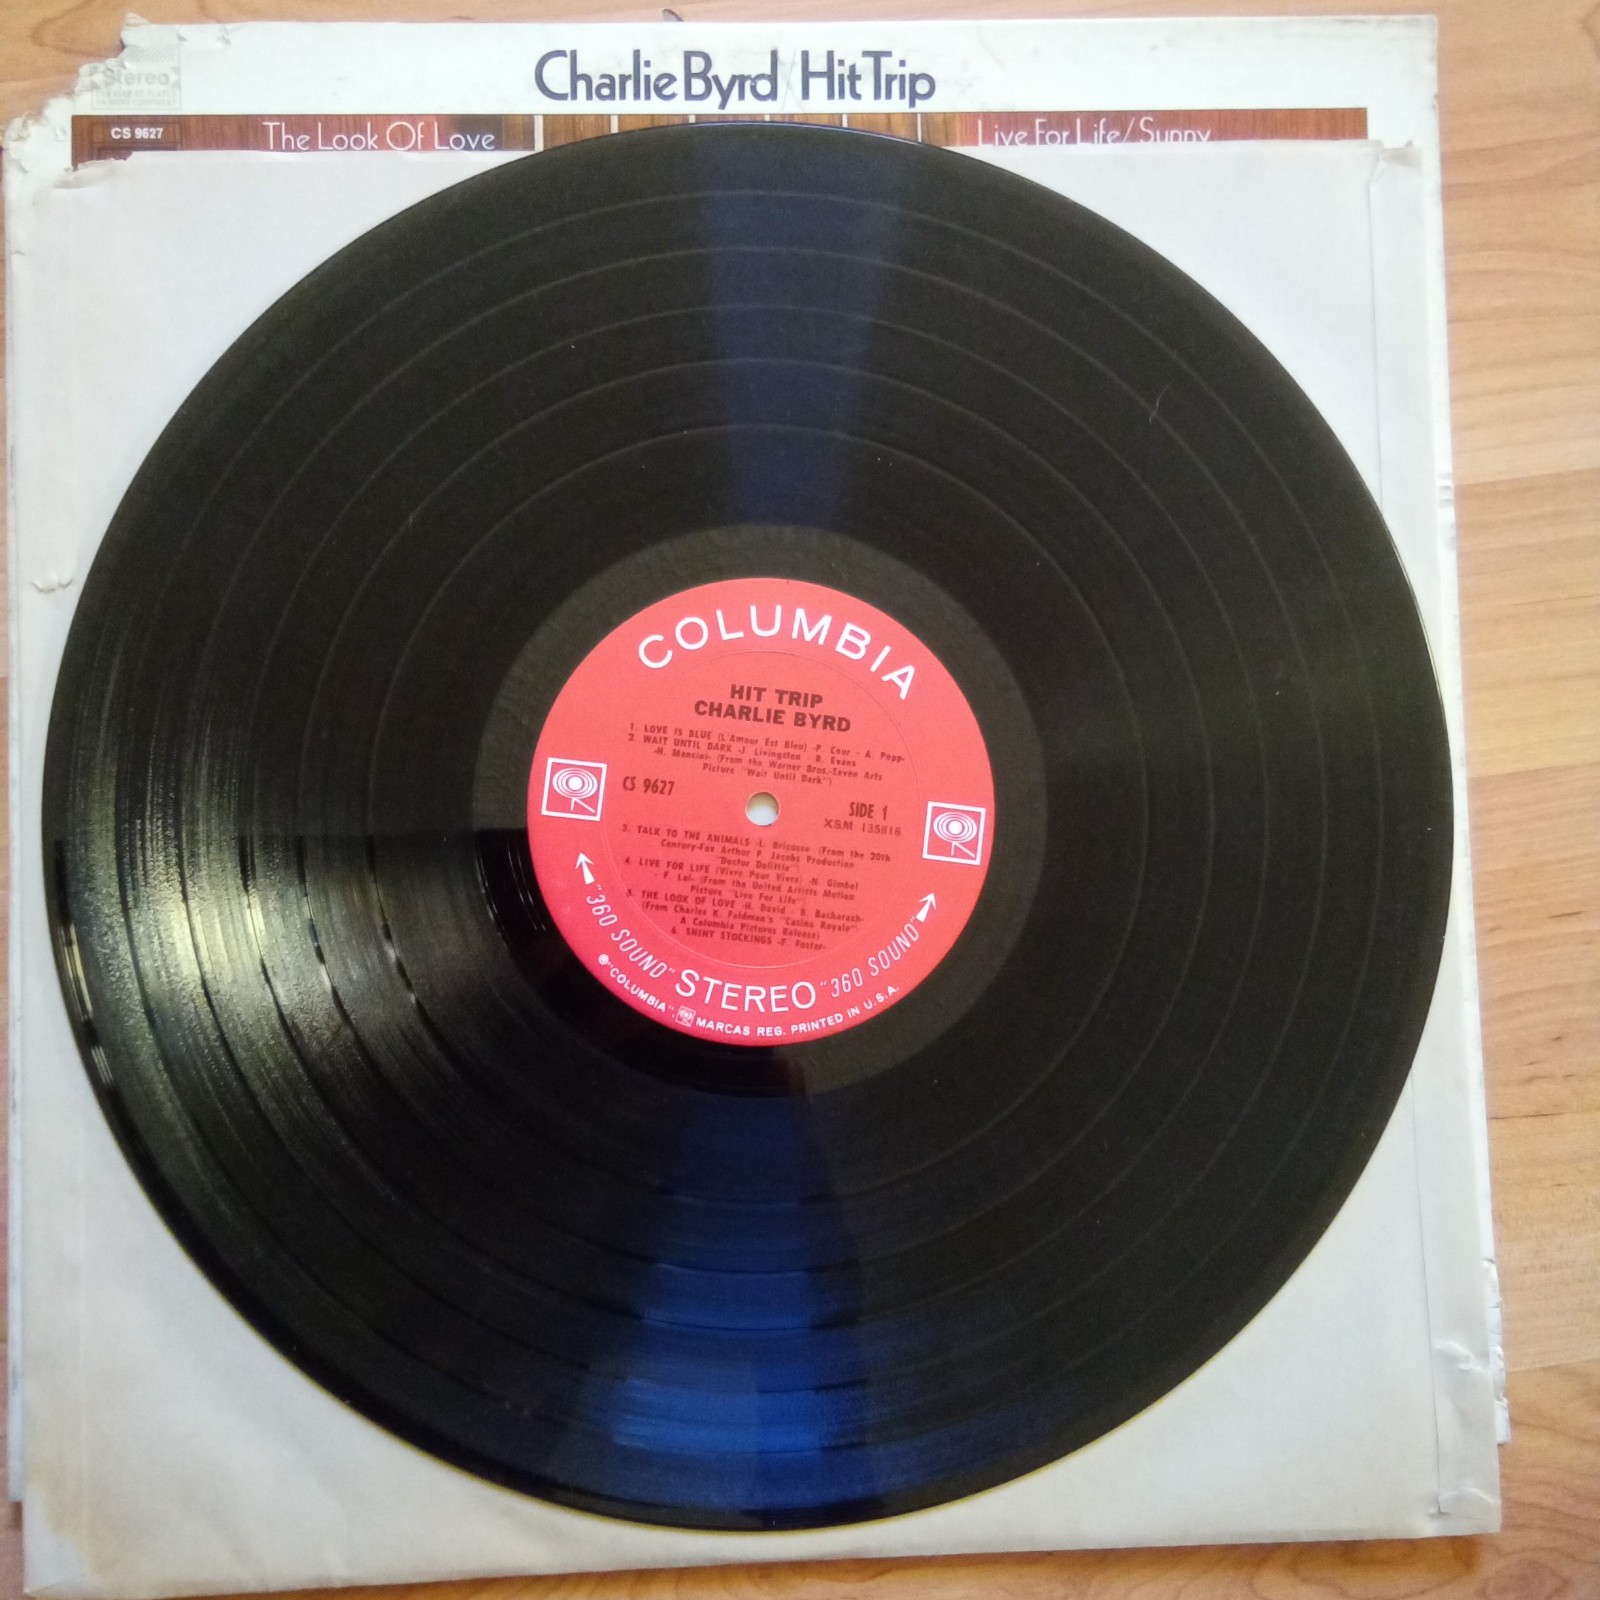 Charlie Byrd / Hit Trip
Stereo
CS 9627
The Look Of Love
Live For Life / Sunny
COLUMBIA
HIT TRIP
CHARLIE BYRD
1. LOVE IS BLUE (L'Amour Est Bleu) -P. Cour - A. Popp-
2. WAIT UNTIL DARK -J. Livingston - R. Evans
-H. Mancini- (From the Warner Bros.-Seven Arts
Picture "Wait Until Dark")
CS 9627
SIDE 1
XSM 135816
3. TALK TO THE ANIMALS -L. Bricusse (From the 20th
Century-Fox Arthur P. Jacobs Production
"Doctor Dolittle")
4. LIVE FOR LIFE (Vivre Pour Vivre) -N. Gimbel
- F. Lai- (From the United Artists Motion
Picture "Live For Life")
5. THE LOOK OF LOVE -H. David - B. Bacharach-
(From Charles K. Feldman's "Casino Royale"-
A Columbia Pictures Release)
6. SHINY STOCKINGS -F. Foster-
"360 SOUND" STEREO "360 SOUND"
® "COLUMBIA", MARCAS REG. PRINTED IN U.S.A.